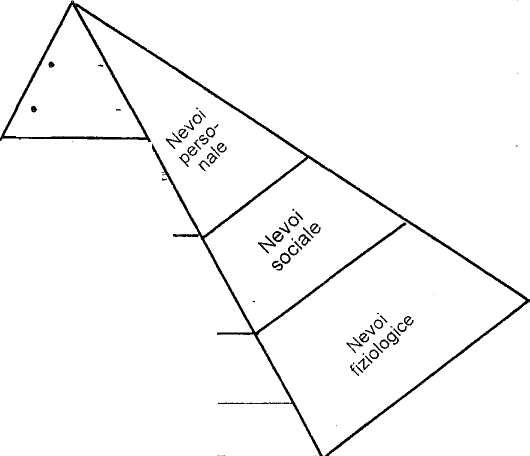 Nevoi
perso-
nale
Nevoi
sociale
Nevoi
fiziologice